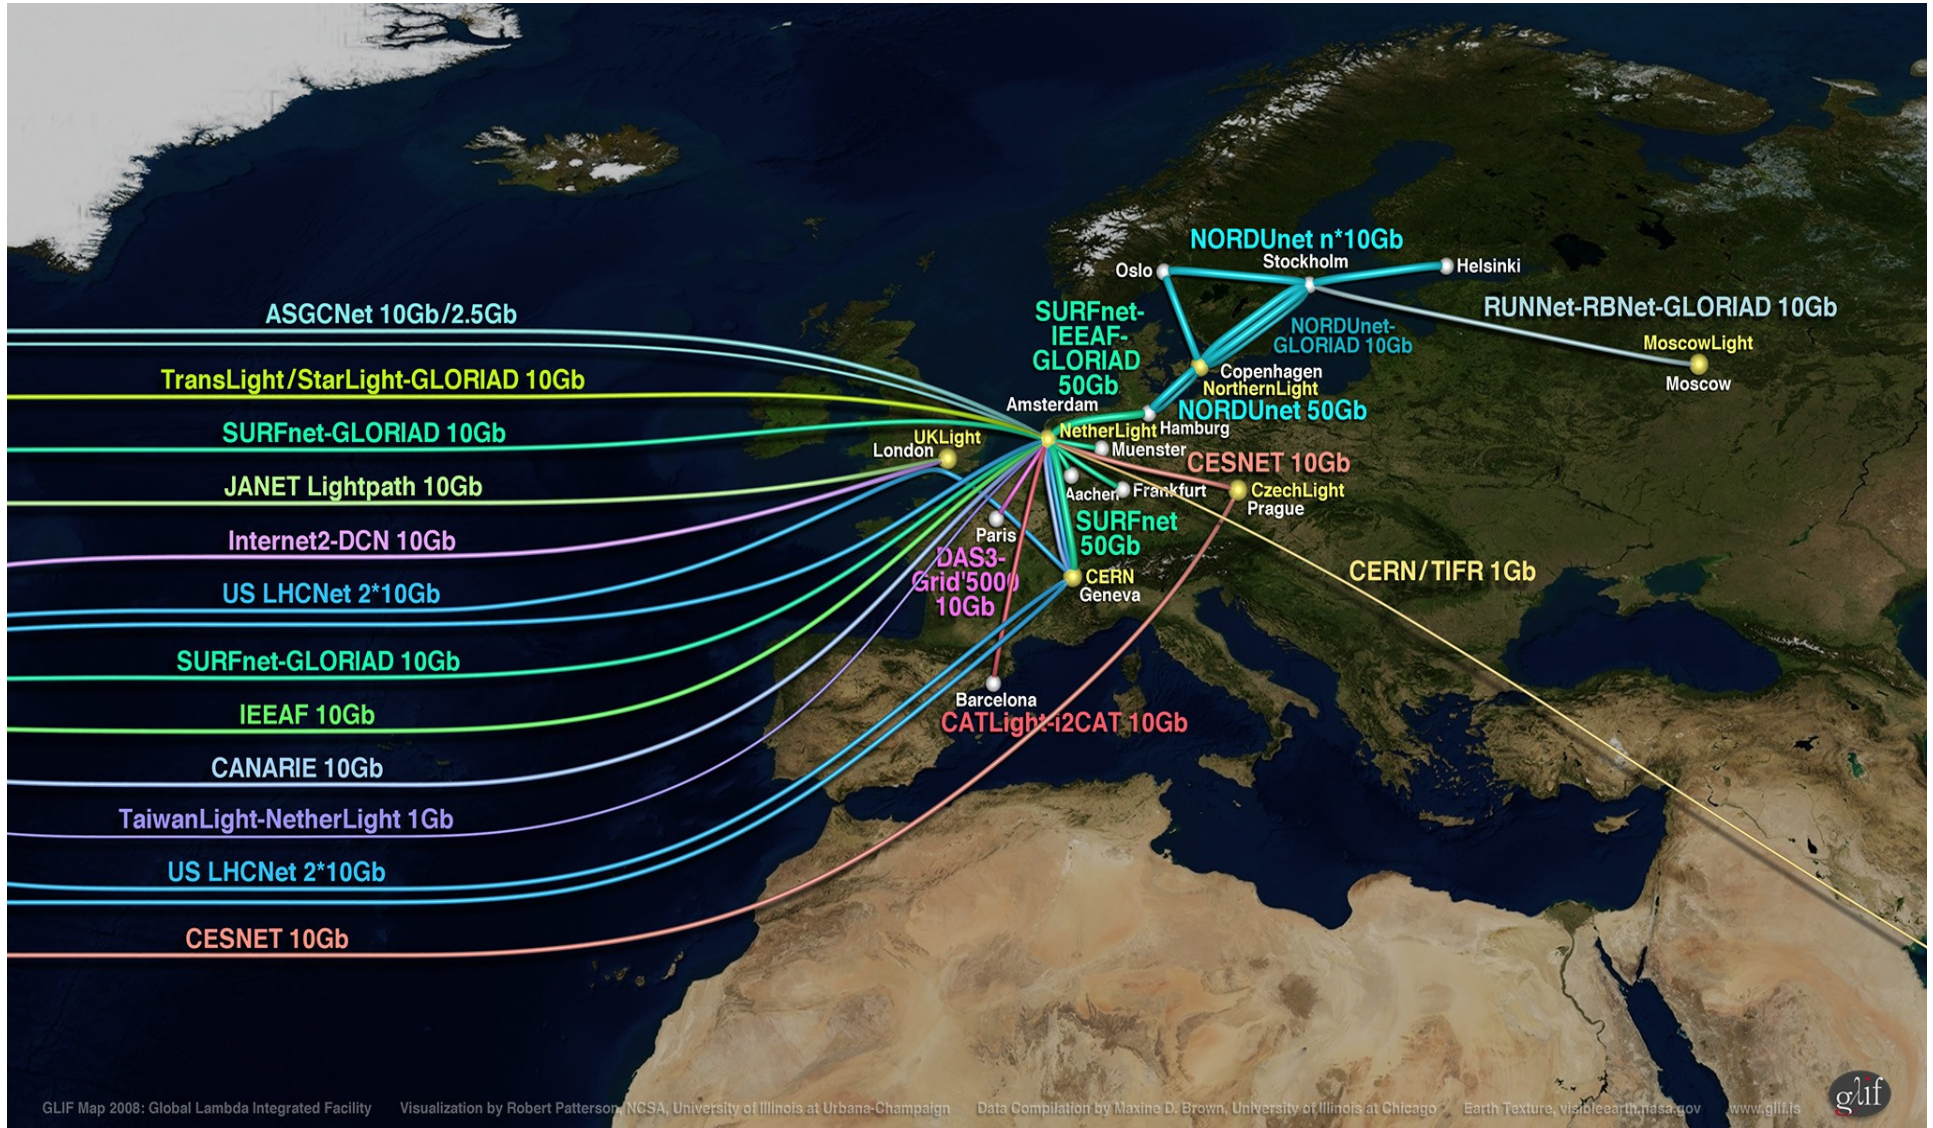 NORDUnet n*10Gb
Stockholm
Oslo
Helsinki
RUNNet-RBNet-GLORIAD 10Gb
ASGCNet 10Gb/2.5Gb
SURFnet-
IEEAF-
GLORIAD
50Gb
NORDUnet-
GLORIAD 10Gb
MoscowLight
Moscow
TransLight/StarLight-GLORIAD 10Gb
Copenhagen
NorthernLight
Amsterdam
NORDUnet 50Gb
SURFnet-GLORIAD 10Gb
NetherLight
Hamburg
UKLight
London
Muenster
CESNET 10Gb
JANET Lightpath 10Gb
Aachen
Frankfurt
CzechLight
Prague
Internet2-DCN 10Gb
Paris
SURFnet
50Gb
DAS3-
Grid'5000
10Gb
CERN
Geneva
CERN/TIFR 1Gb
US LHCNet 2*10Gb
SURFnet-GLORIAD 10Gb
Barcelona
CATLight-i2CAT 10Gb
IEEAF 10Gb
CANARIE 10Gb
TaiwanLight-NetherLight 1Gb
US LHCNet 2*10Gb
CESNET 10Gb
GLIF Map 2008: Global Lambda Integrated Facility Visualization by Robert Patterson, NCSA, University of Illinois at Urbana-Champaign Data Compilation by Maxine D. Brown, University of Illinois at Chicago Earth Texture, visibleearth.nasa.gov www.glif.is
glif